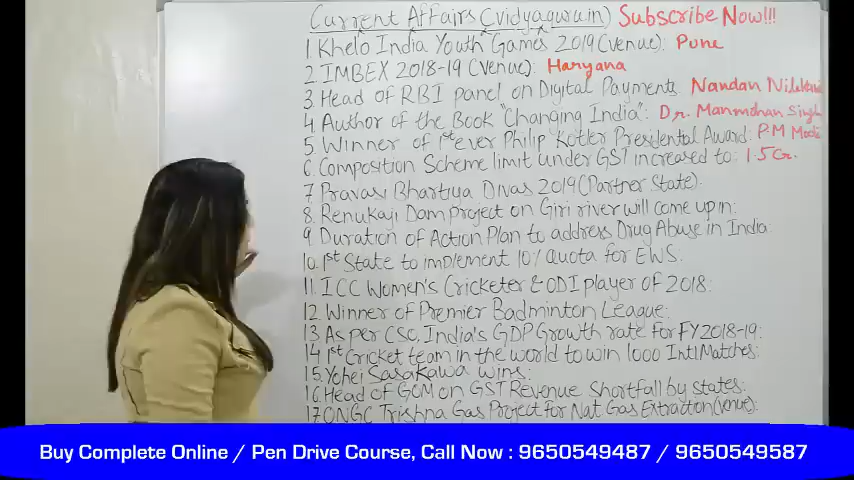 Current Affairs (vidyaguru.in) Subscribe Now!!!
1. Khelo India Youth Games 2019 (Venue): Pune
2. IMBEX 2018-19 (Venue): Haryana
3. Head of RBI panel on Digital Payments Nandan Nilekani
4. Author of the Book "Changing India": Dr. Manmohan Singh
5. Winner of 1st ever Philip Kotler Presidental Award: P.M Modi
6. Composition Scheme limit under GST increased to: 1.5 Cr.
7. Pravasi Bhartiya Divas 2019 (Partner State):
8. Renukaji Dam project on Giri river will come up in:
9. Duration of Action Plan to address Drug Abuse in India:
10. 1st State to implement 10% quota for EWS:
11. ICC Women's Cricketer & ODI player of 2018:
12. Winner of Premier Badminton League:
13. As per CSO, India's GDP Growth rate for FY 2018-19:
14. 1st Cricket team in the world to win 1000 Int'l Matches:
15. Yohei Sasakawa wins:
16. Head of GOM on GST Revenue Shortfall by states:
17. ONGC Trishna Gas Project for Nat Gas Extraction (venue):
Buy Complete Online / Pen Drive Course, Call Now : 9650549487 / 9650549587